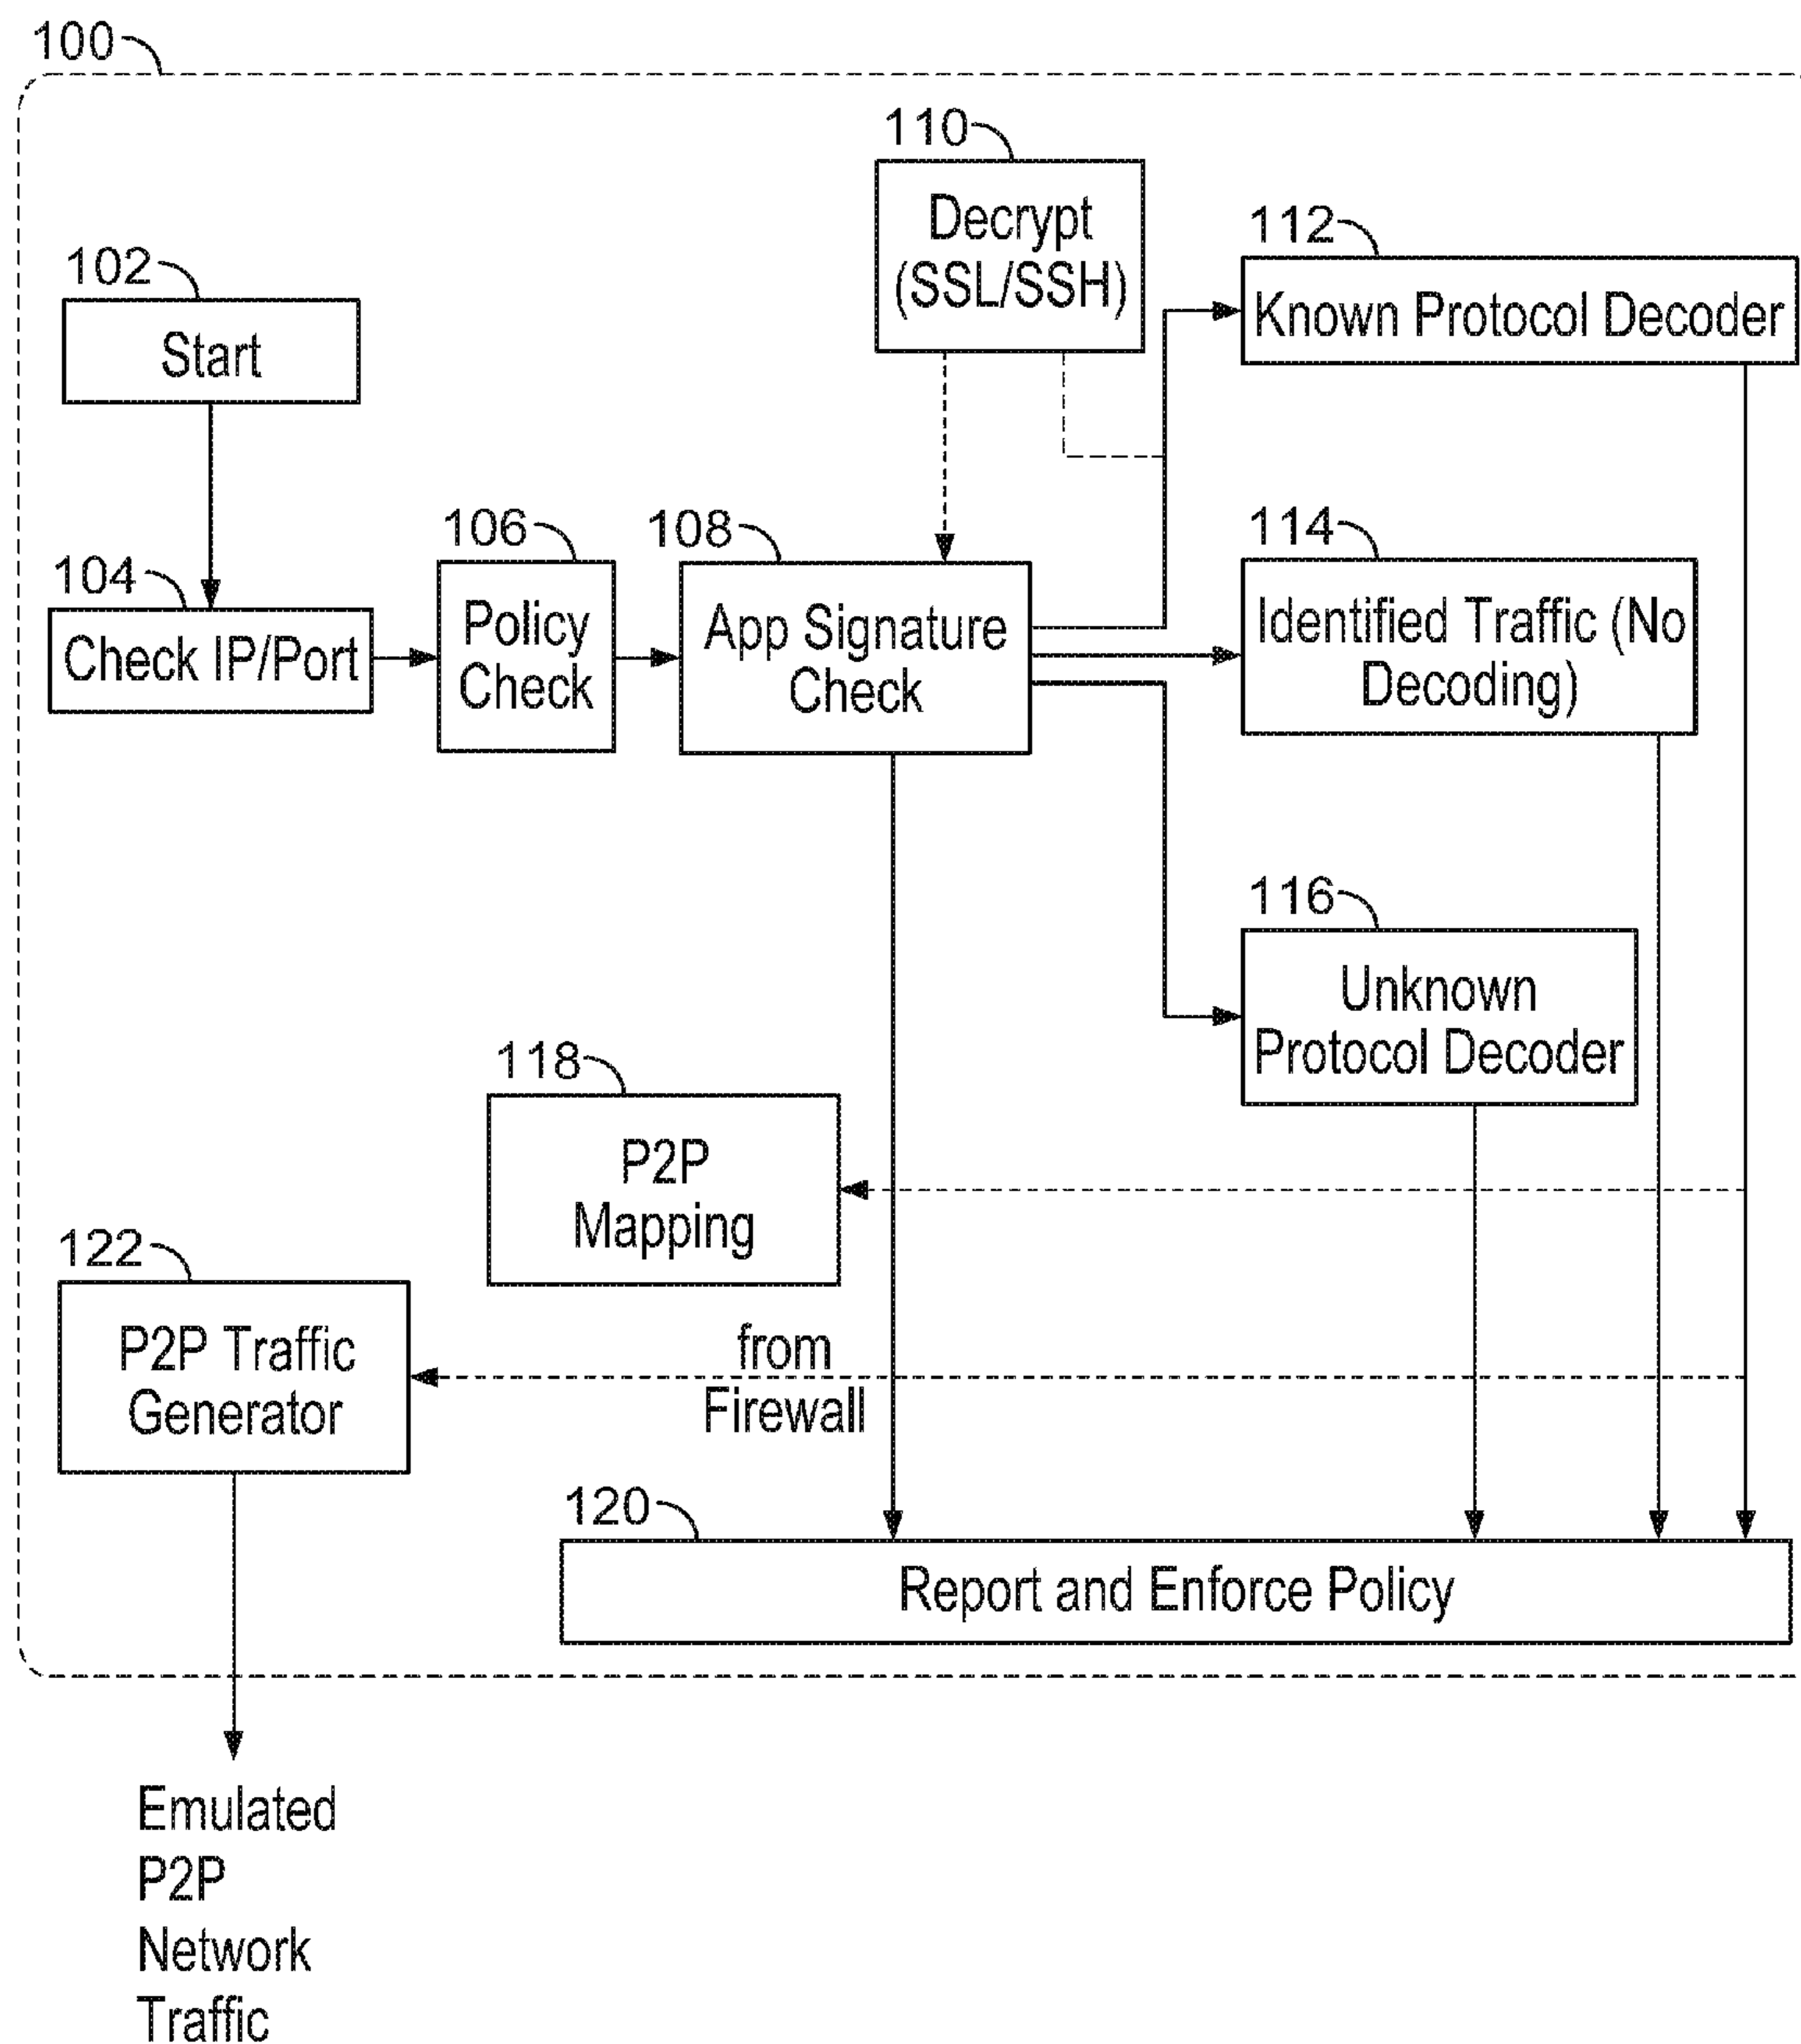 100
110
Decrypt
(SSL/SSH)
112
Known Protocol Decoder
102
Start
104
Check IP/Port
106
Policy
Check
108
App Signature
Check
114
Identified Traffic (No
Decoding)
116
Unknown
Protocol Decoder
118
P2P
Mapping
122
P2P Traffic
Generator
from
Firewall
120
Report and Enforce Policy
Emulated
P2P
Network
Traffic